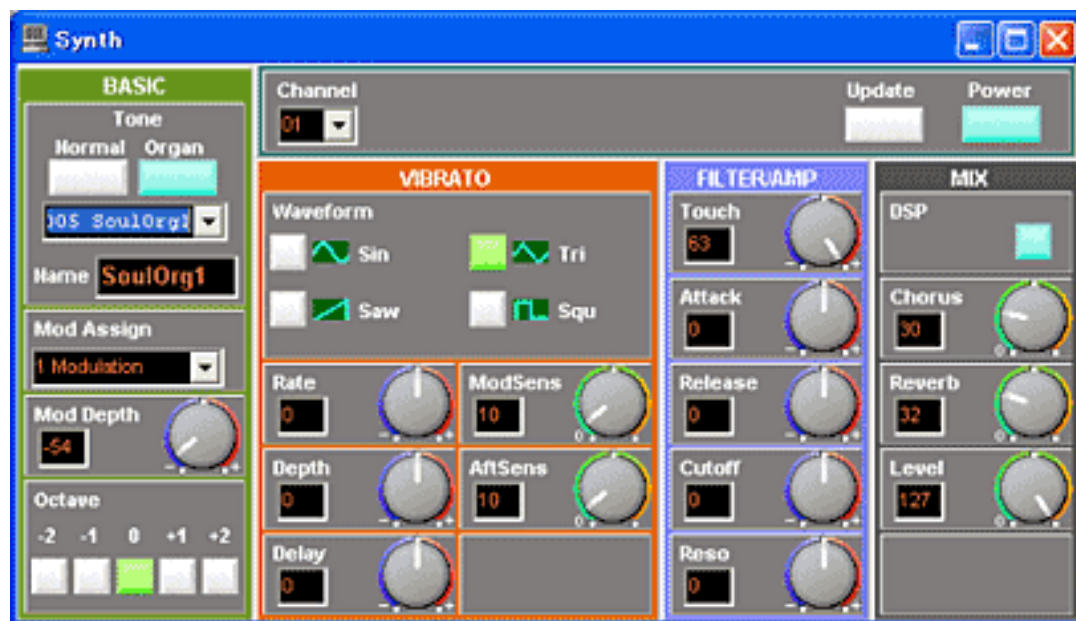 Synth
BASIC
Tone
Normal Organ
005 SoulOrg1
Name SoulOrg1
Mod Assign
1 Modulation
Mod Depth
-54
Octave
-2 -1 0 +1 +2
Channel
01
Update Power
VIBRATO
Waveform
Sin Tri
Saw Squ
Rate
0
ModSens
10
Depth
0
AftSens
10
Delay
0
FILTER/AMP
Touch
63
Attack
0
Release
0
Cutoff
0
Reso
0
MIX
DSP
Chorus
30
Reverb
32
Level
127